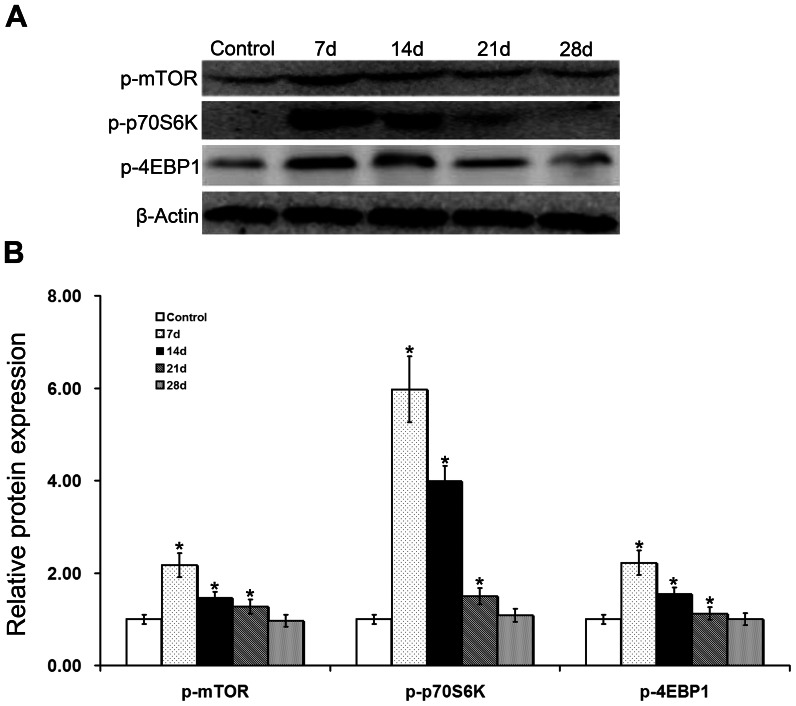 A
Control 7d 14d 21d 28d
p-mTOR
p-p70S6K
p-4EBP1
β-Actin
B
8.00
6.00
4.00
2.00
0.00
Relative protein expression
Control
7d
14d
21d
28d
*
*
*
*
*
*
*
*
*
p-mTOR p-p70S6K p-4EBP1